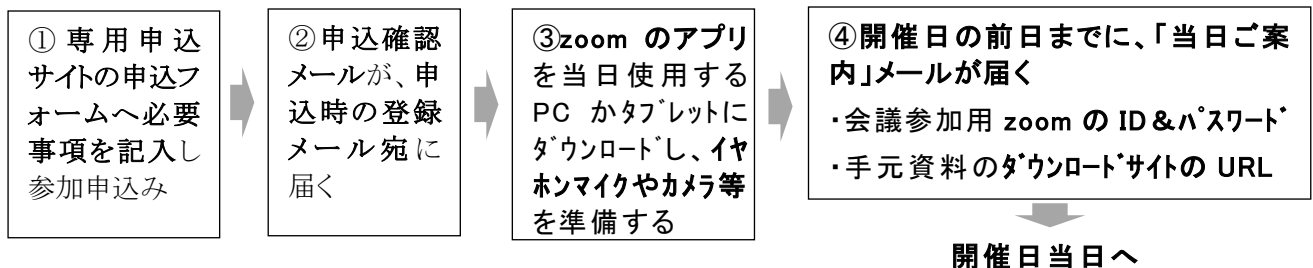 ①専用申込
サイトの申込フ
ォームへ必要
事項を記入し
参加申込み
②申込確認
メールが、申
込時の登録
メール宛に
届く
③zoom のアプリ
を当日使用する
PC かﾀﾌﾞﾚｯﾄに
ﾀﾞｳﾝﾛｰﾄﾞし、イヤ
ホンマイクやカメラ等
を準備する
④開催日の前日までに、「当日ご案
内」メールが届く
・会議参加用 zoom の ID＆ﾊﾟｽﾜｰﾄﾞ
・手元資料のﾀﾞｳﾝﾛｰﾄﾞサイトの URL
開催日当日へ